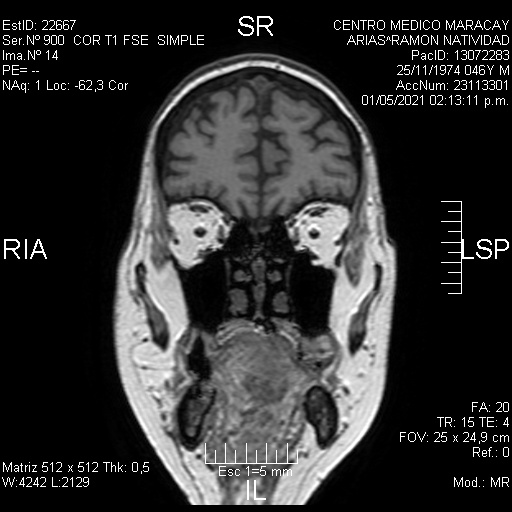 EstID: 22667
Ser.Nº 900 COR T1 FSE SIMPLE
Ima.Nº 14
PE= --
NAq: 1 Loc: -62,3 Cor
SR
CENTRO MEDICO MARACAY
ARIAS^RAMON NATIVIDAD
PacID: 13072283
25/11/1974 046Y M
AccNum: 23113301
01/05/2021 02:13:11 p.m.
RIA
LSP
Matriz 512 x 512 Thk: 0,5
W:4242 L:2129
Esc 1=5 mm
IL
FA: 20
TR: 15 TE: 4
FOV: 25 x 24,9 cm
Ref.: 0
Mod.: MR